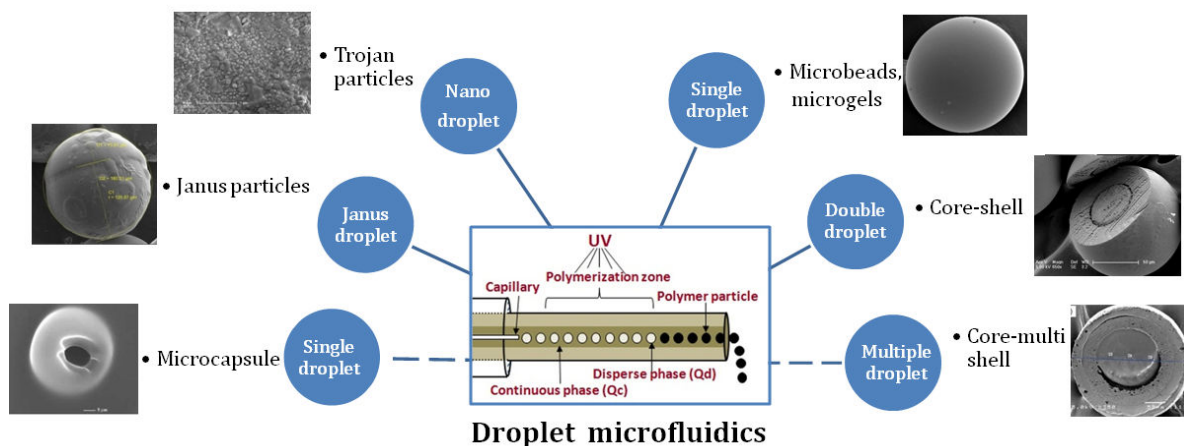 • Trojan
particles
Nano
droplet
Single
droplet
• Microbeads,
microgels
• Janus particles
Janus
droplet
Double
droplet
• Core-shell
UV
Polymerization zone
Capillary
Polymer particle
Disperse phase (Qd)
Continuous phase (Qc)
• Microcapsule
Single
droplet
Multiple
droplet
• Core-multi
shell
Droplet microfluidics